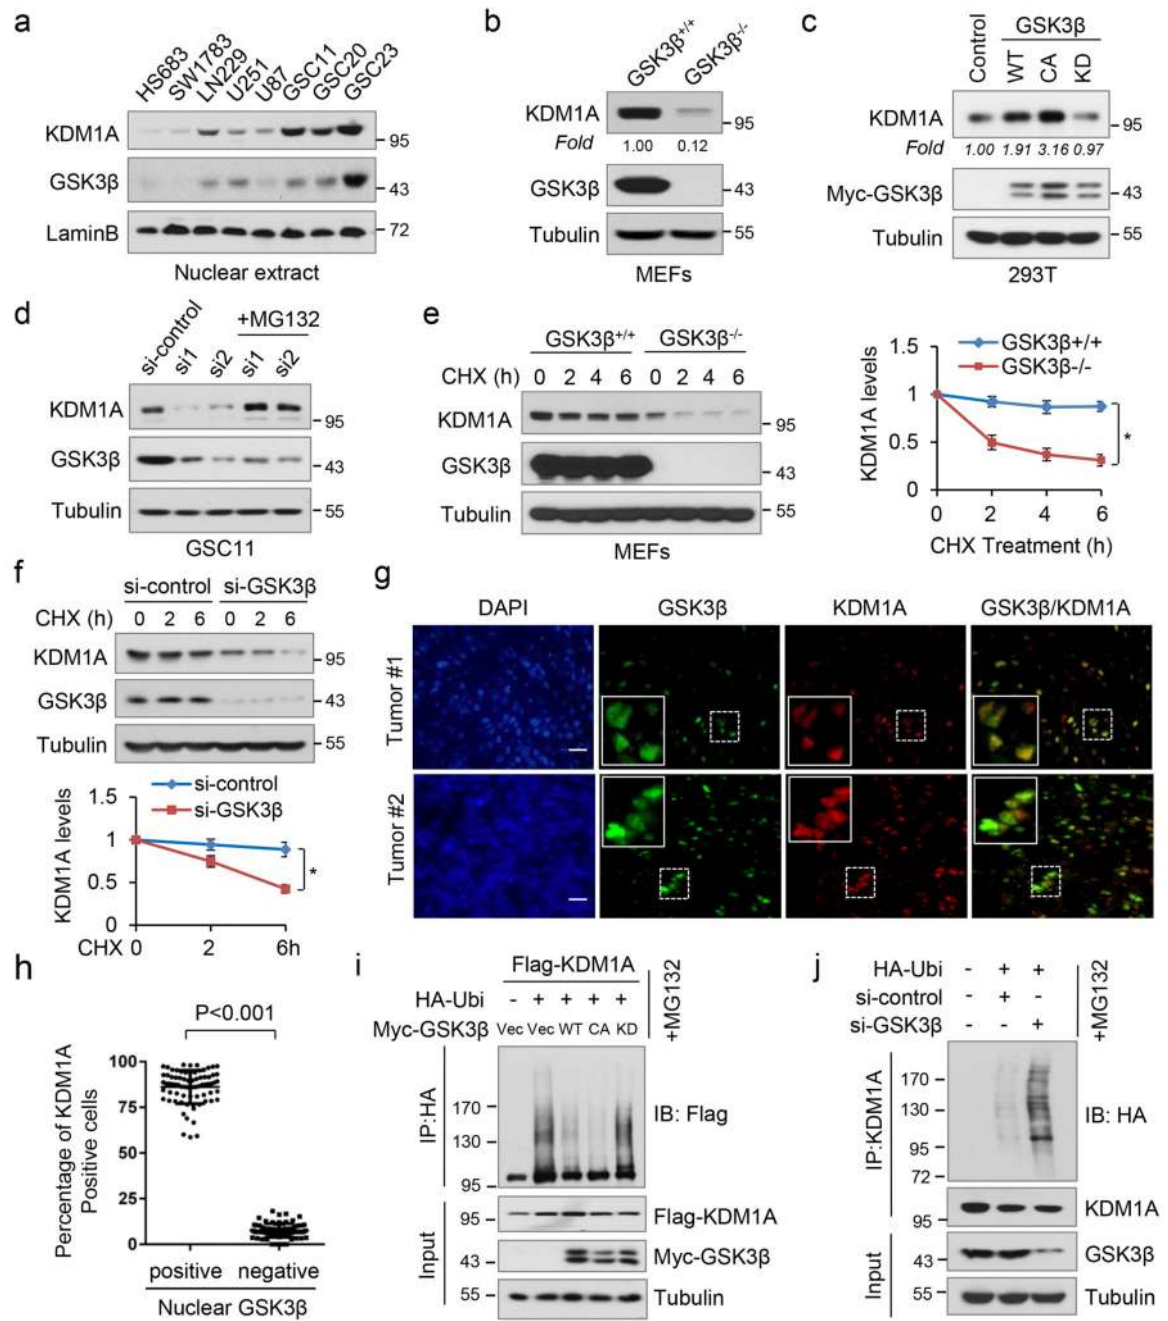 a
HS683 SW1783 LN229 U251 U87 GSC11 GSC20 GSC23
KDM1A
95
GSK3β
43
LaminB
72
Nuclear extract
b
GSK3β+/+ GSK3β-/-
KDM1A
95
Fold 1.00 0.12
GSK3β
43
Tubulin
55
MEFs
c
GSK3β
Control WT CA KD
KDM1A
95
Fold 1.00 1.91 3.16 0.97
Myc-GSK3β
43
Tubulin
55
293T
d
+MG132
si-control si1 si2 si1 si2
KDM1A
95
GSK3β
43
Tubulin
55
GSC11
e
GSK3β+/+ GSK3β-/-
CHX (h) 0 2 4 6 0 2 4 6
KDM1A
95
GSK3β
43
Tubulin
55
MEFs
GSK3β+/+
GSK3β-/-
KDM1A levels
1.5
1
0.5
0
*
0 2 4 6
CHX Treatment (h)
f
si-control si-GSK3β
CHX (h) 0 2 6 0 2 6
KDM1A
95
GSK3β
43
Tubulin
55
si-control
si-GSK3β
KDM1A levels
1.5
1
0.5
0
*
CHX 0 2 6h
g
DAPI GSK3β KDM1A GSK3β/KDM1A
Tumor #1
Tumor #2
h
P<0.001
Percentage of KDM1A
Positive cells
100
75
50
25
0
positive negative
Nuclear GSK3β
i
Flag-KDM1A
HA-Ubi - + + + +
Myc-GSK3β Vec Vec WT CA KD
+MG132
IP:HA
170
130
95
IB: Flag
Input
95
Flag-KDM1A
43
Myc-GSK3β
55
Tubulin
j
HA-Ubi - + +
si-control - + -
si-GSK3β - - +
+MG132
IP:KDM1A
170
130
95
72
IB: HA
95
KDM1A
Input
43
GSK3β
55
Tubulin